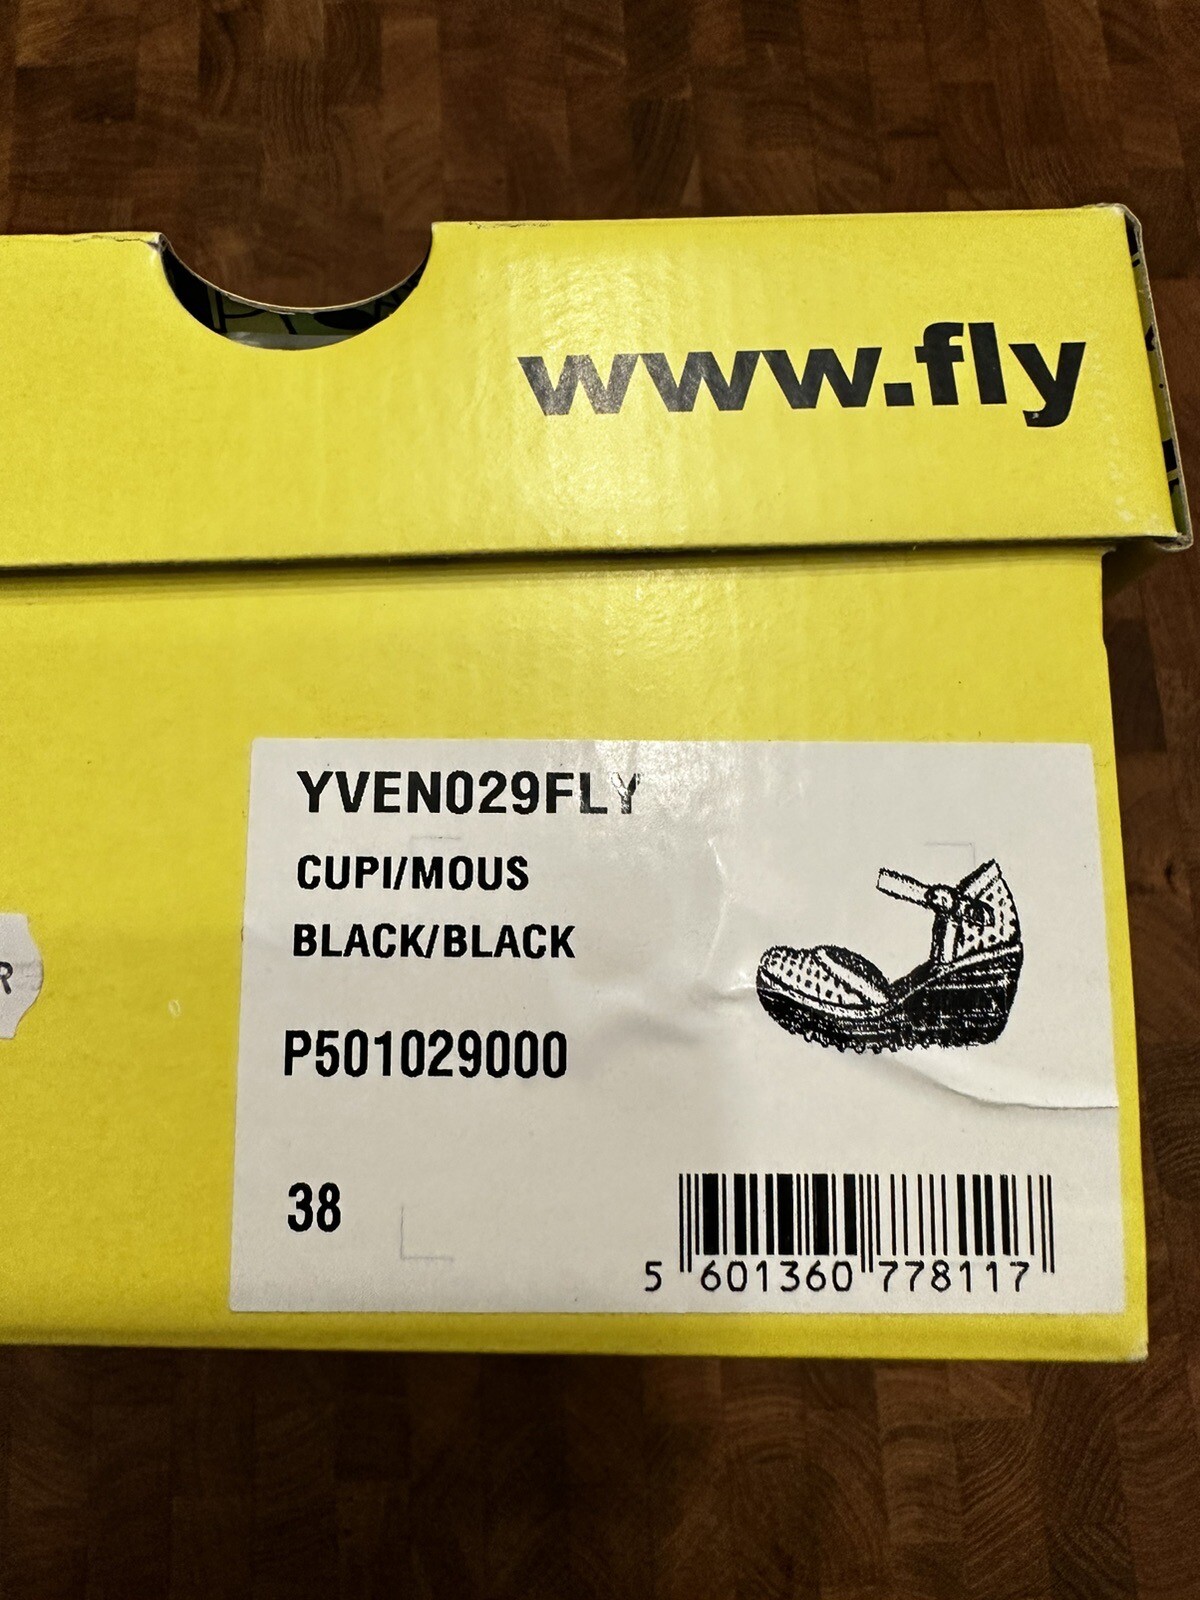 www.fly
YVEN029FLY
CUPI/MOUS
BLACK/BLACK
P501029000
R
38
5 601360 778117